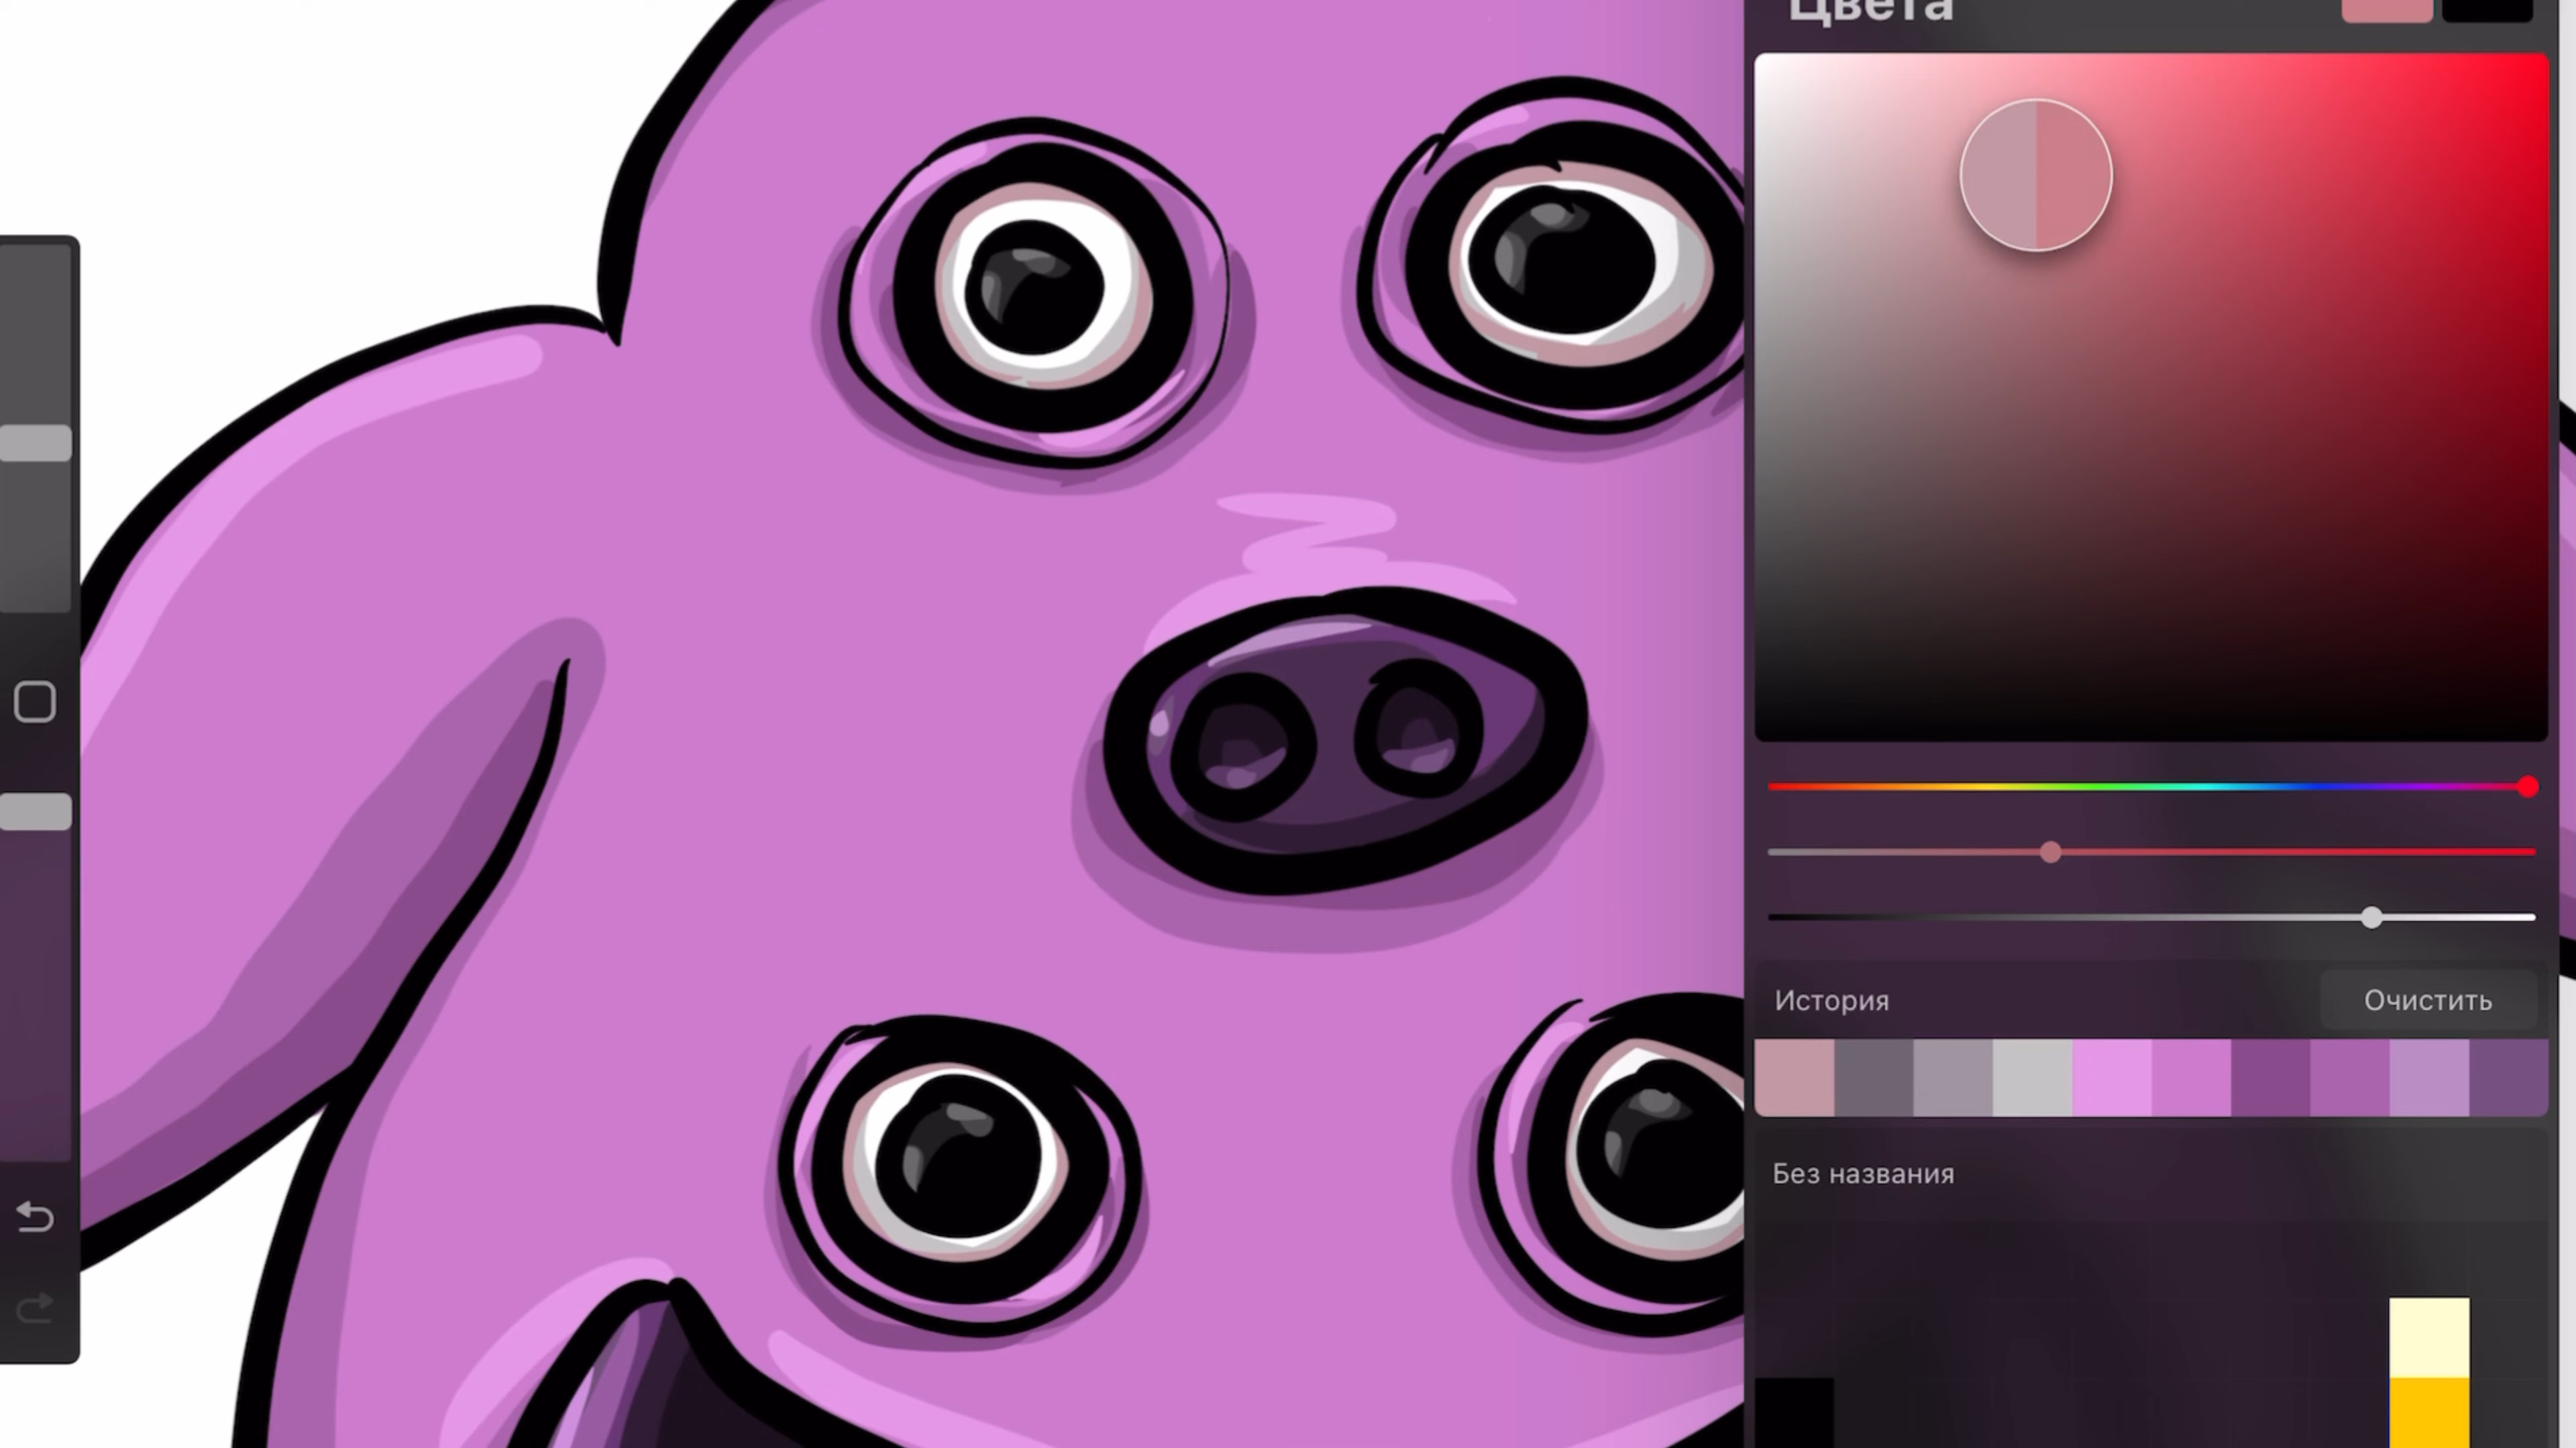 Цвета
История
Очистить
Без названия